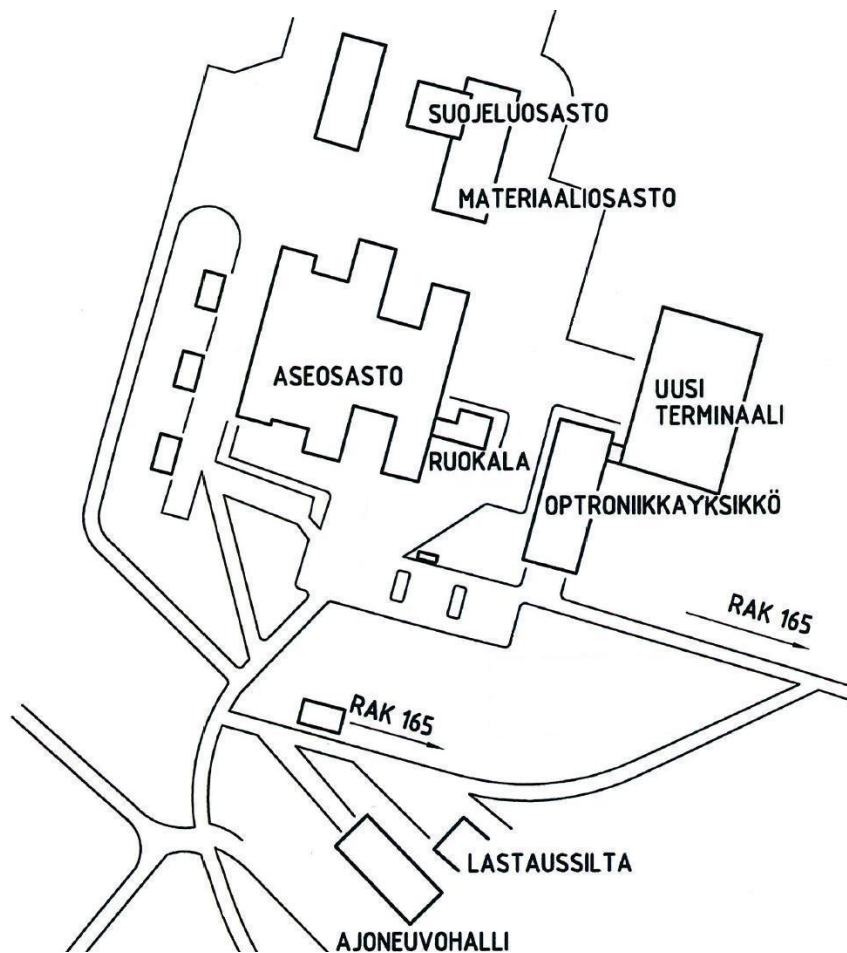 SUOJELUOSASTO
MATERIAALIOSASTO
ASEOSASTO
UUSI
TERMINAALI
RUOKALA
OPTRONIIKKAYKSIKKÖ
RAK 165
RAK 165
LASTAUSSILTA
AJONEUVOHALLI